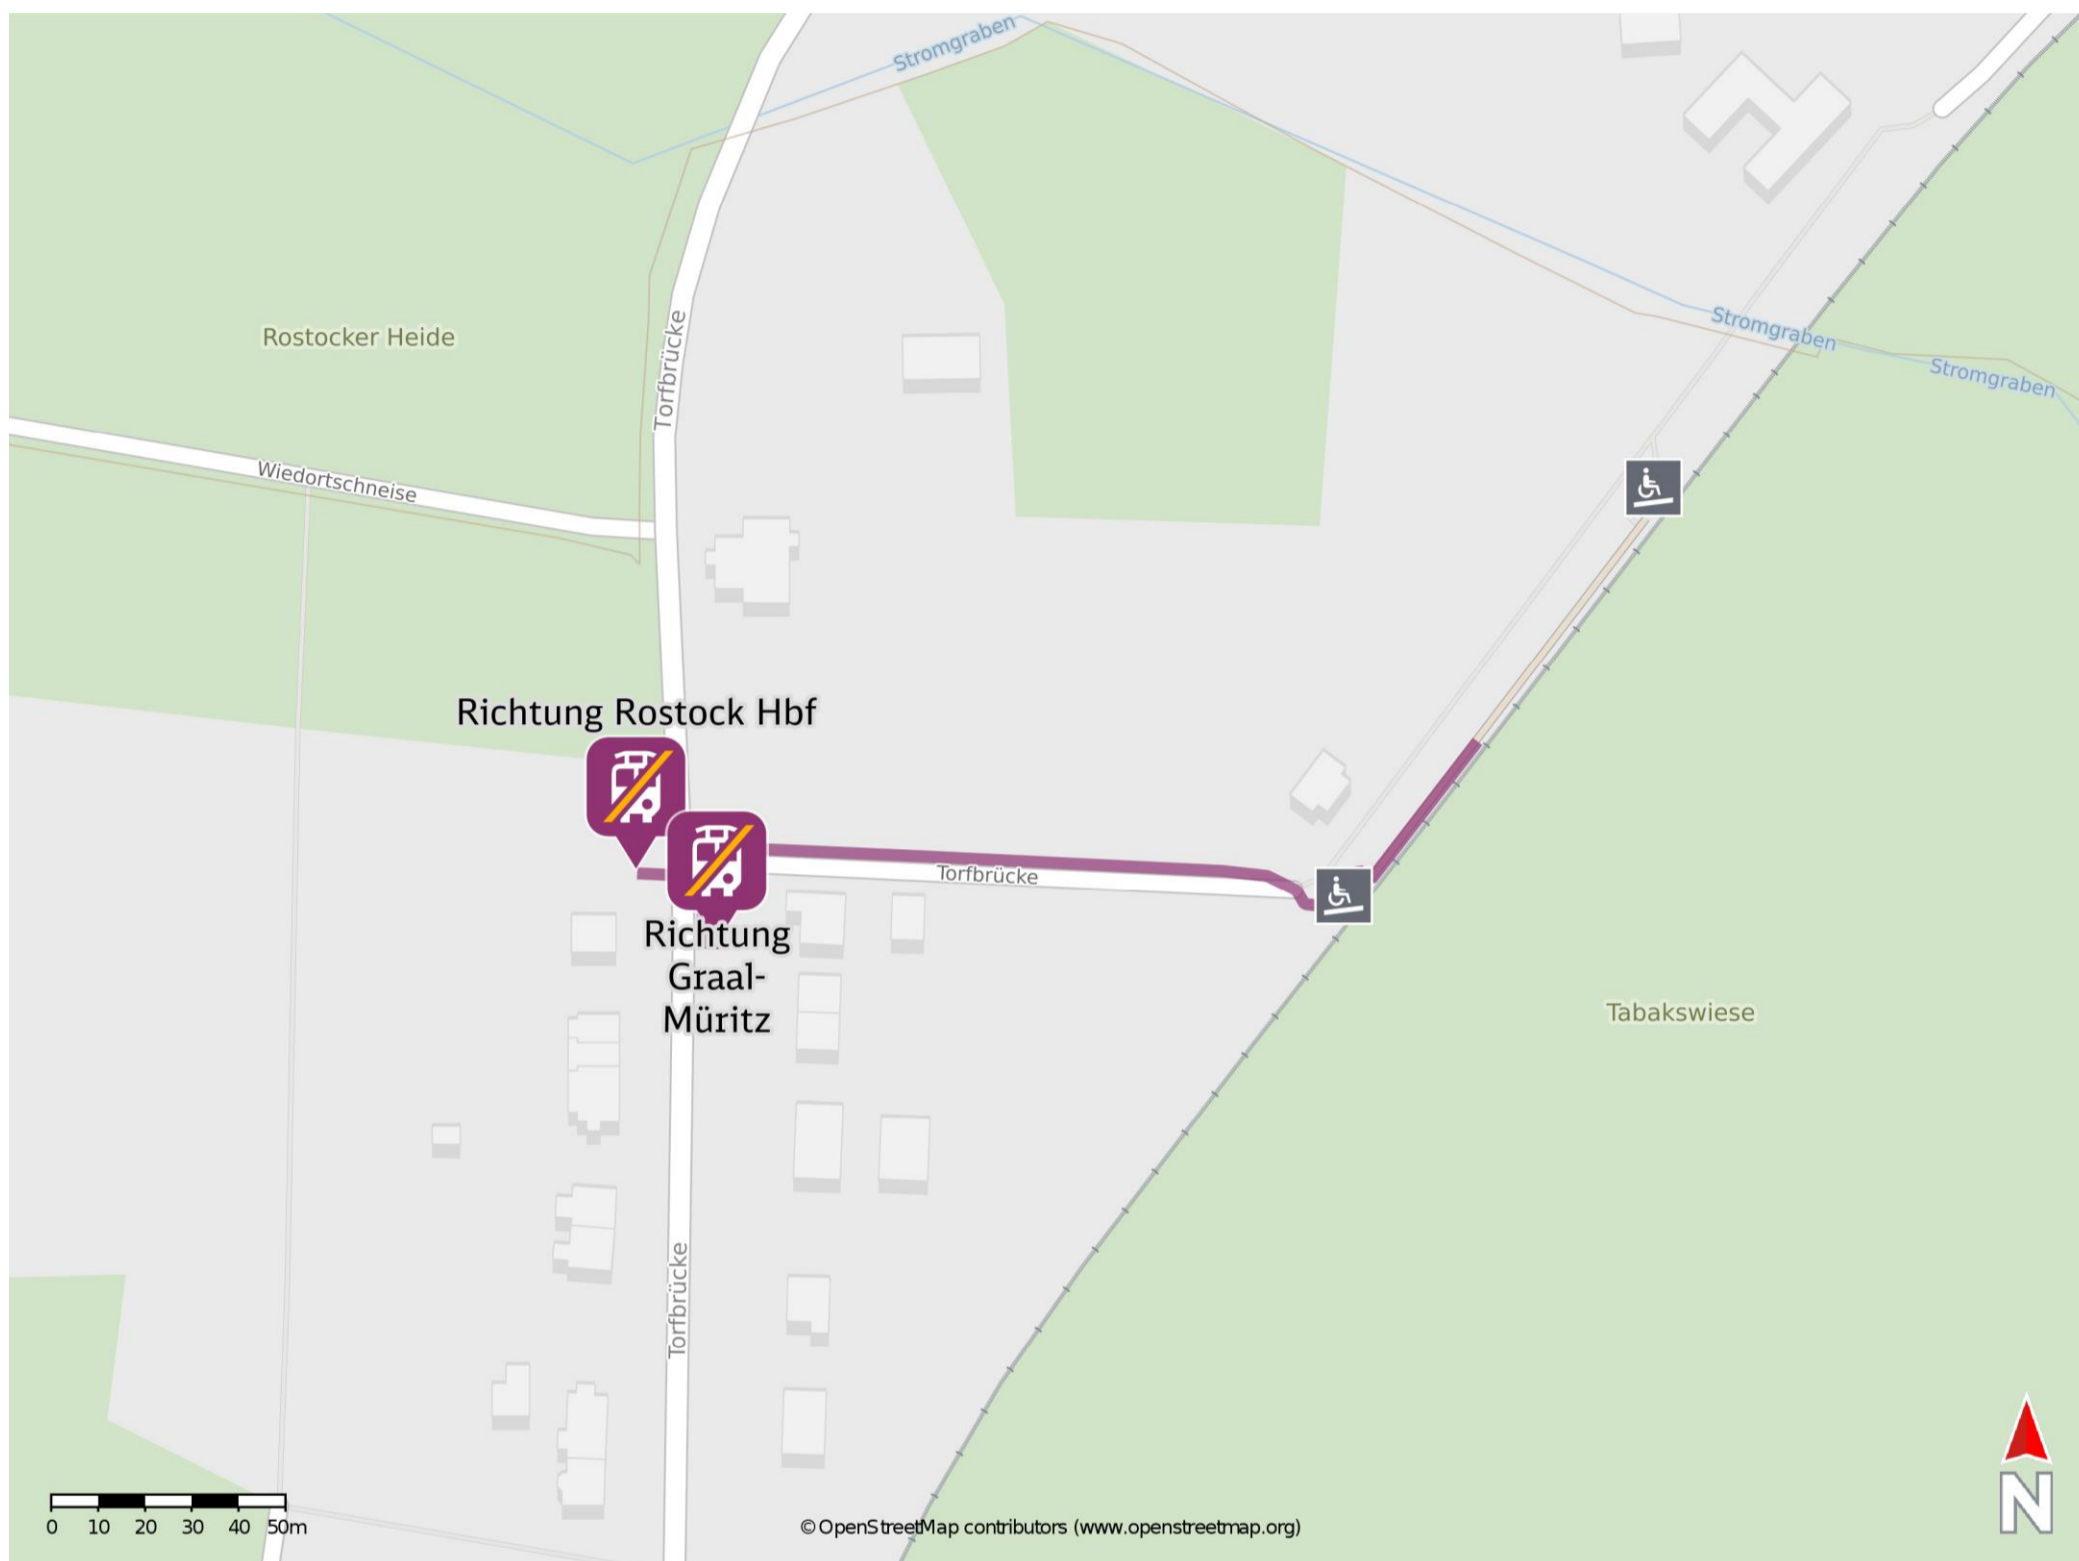 Stromgraben
Stromgraben
Stromgraben
Rostocker Heide
Torfbrücke
Wiedortschneise
Richtung Rostock Hbf
Torfbrücke
Richtung
Graal-
Müritz
Tabakswiese
Torfbrücke
0 10 20 30 40 50m
© OpenStreetMap contributors (www.openstreetmap.org)
N